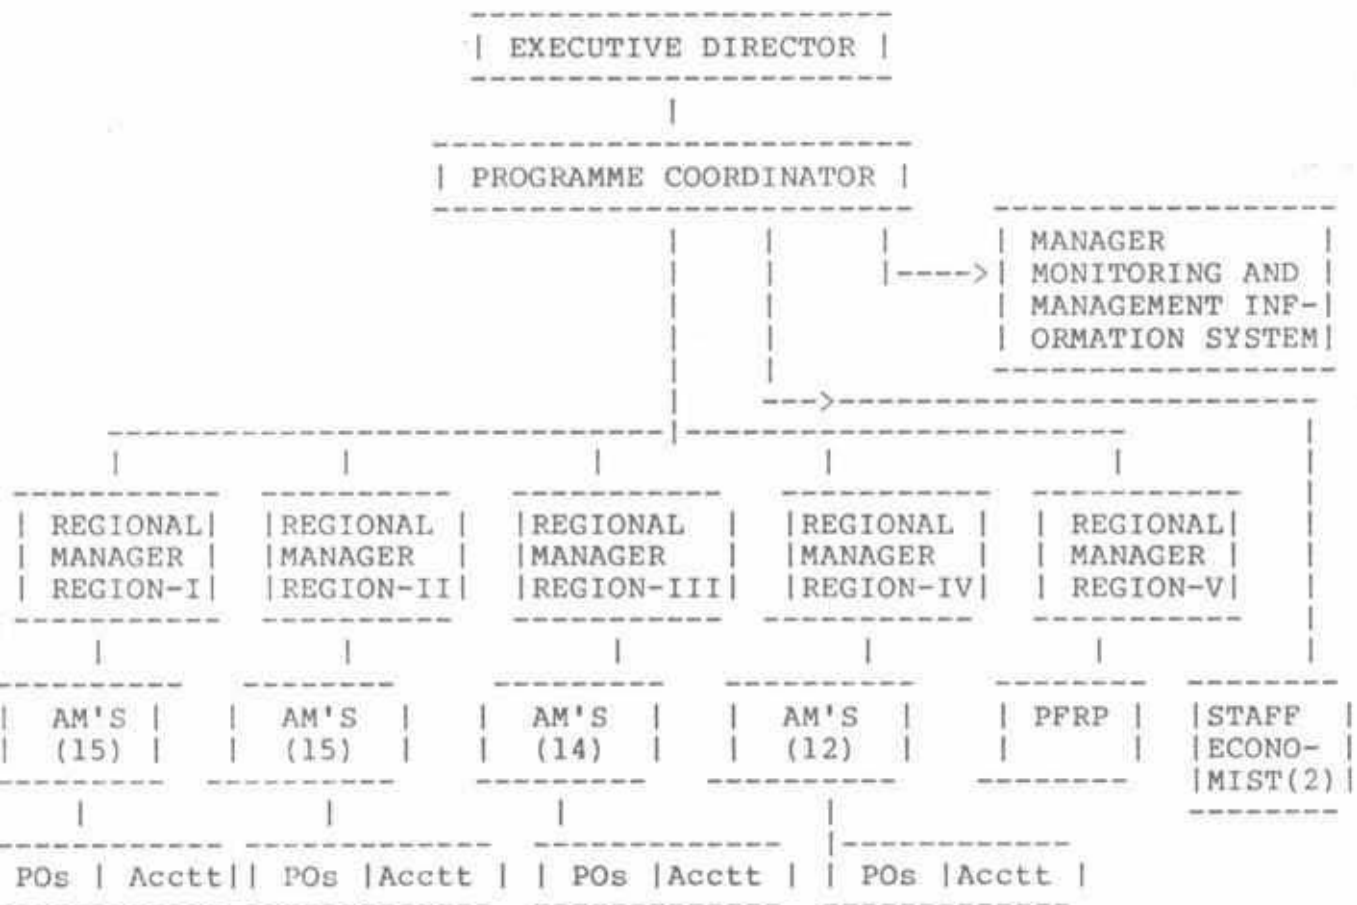 EXECUTIVE DIRECTOR
PROGRAMME COORDINATOR
MANAGER
MONITORING AND
MANAGEMENT INF-
ORMATION SYSTEM
REGIONAL
MANAGER
REGION-I
REGIONAL
MANAGER
REGION-II
REGIONAL
MANAGER
REGION-III
REGIONAL
MANAGER
REGION-IV
REGIONAL
MANAGER
REGION-V
AM'S
(15)
AM'S
(15)
AM'S
(14)
AM'S
(12)
PFRP
STAFF
ECONO-
MIST(2)
POs | Acctt
POs | Acctt
POs | Acctt
POs | Acctt